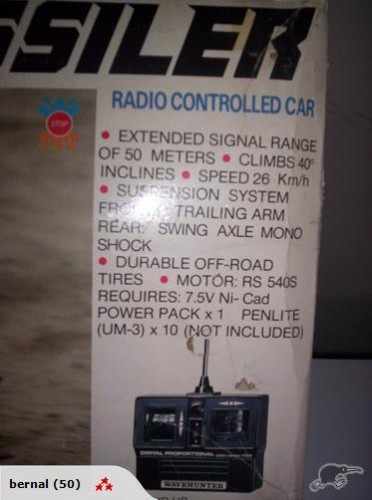 SSILER
RADIO CONTROLLED CAR
STOP
• EXTENDED SIGNAL RANGE
OF 50 METERS • CLIMBS 40°
INCLINES • SPEED 26 Km/h
• SUSPENSION SYSTEM
TRAILING ARM
REAR: SWING AXLE MONO
SHOCK
• DURABLE OFF-ROAD
TIRES • MOTOR: RS 540S
REQUIRES: 7.5V Ni-Cad
POWER PACK x 1 PENLITE
(UM-3) x 10 (NOT INCLUDED)
DIGITAL PROPORTIONAL
WAVEHUNTER
bernal (50)